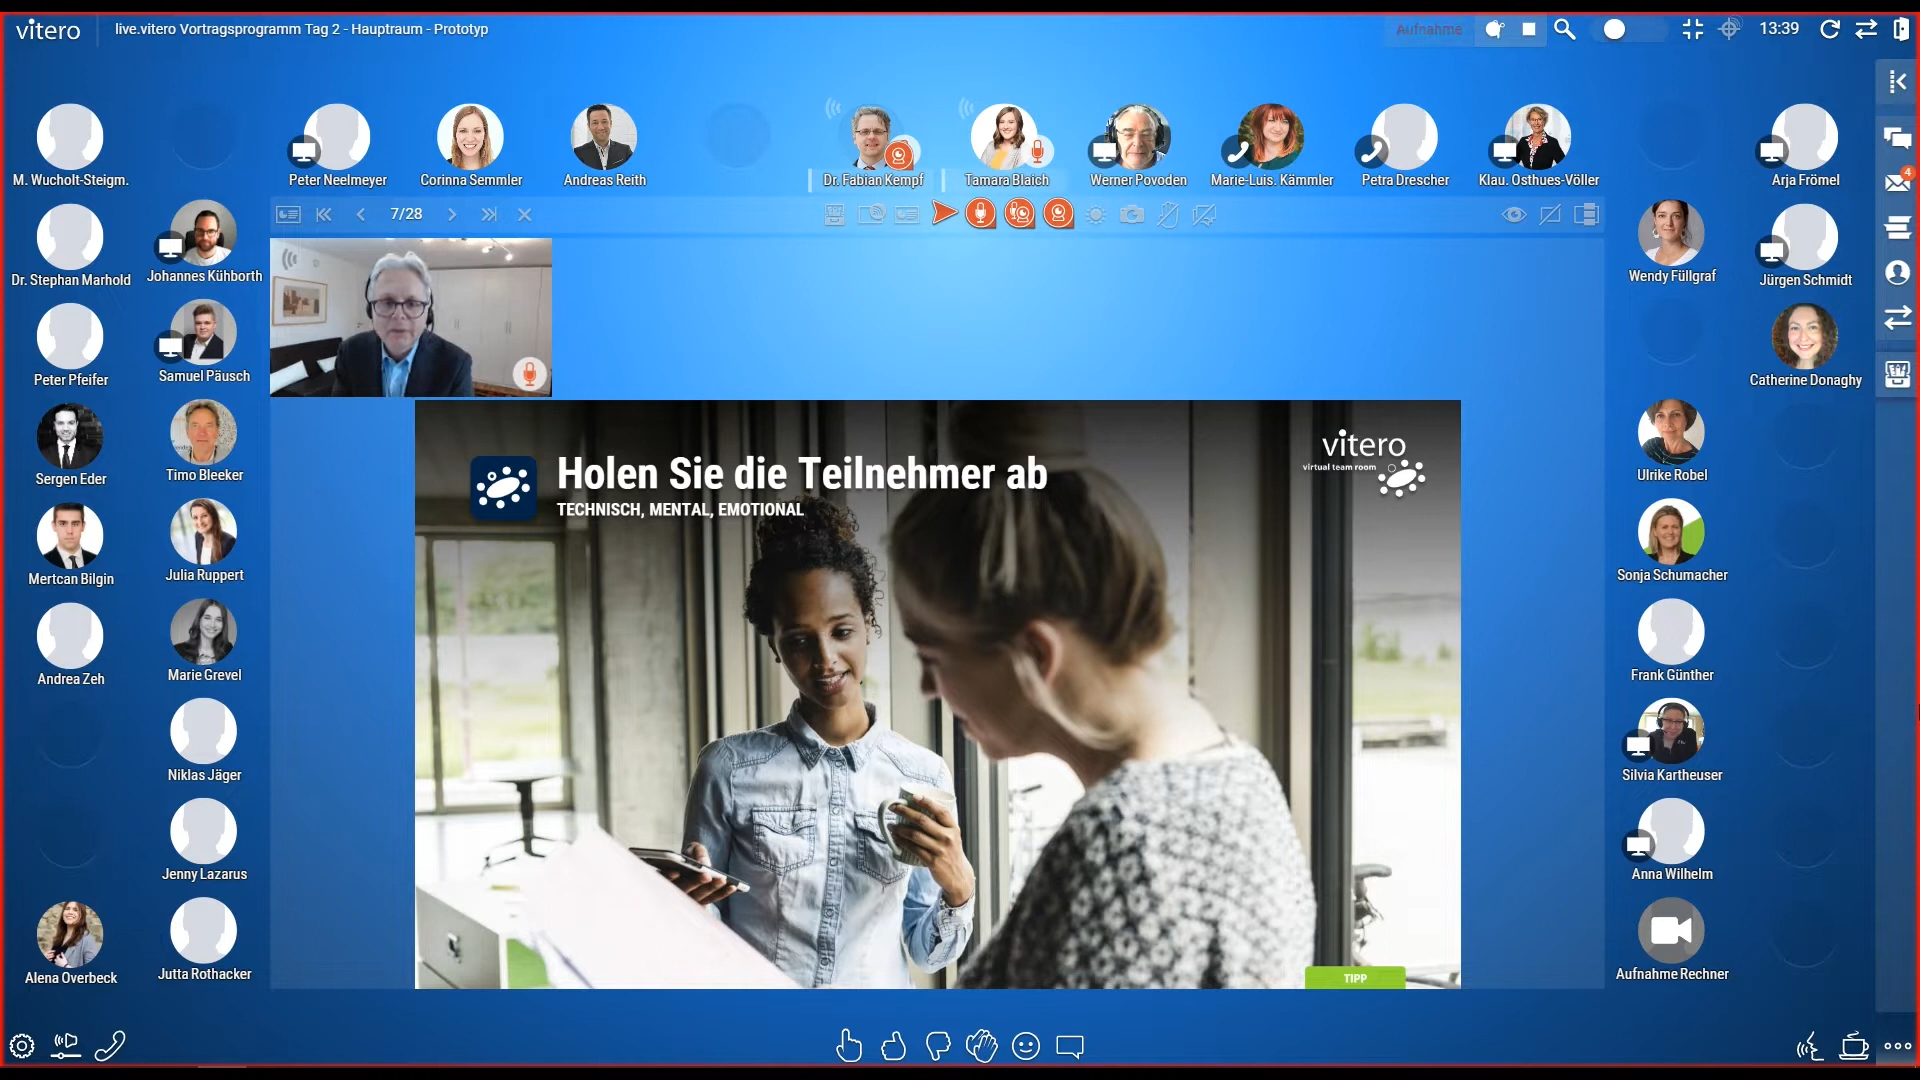 vitero
live.vitero Vortragsprogramm Tag 2 - Hauptraum - Prototyp
Aufnahme
13:39
M. Wucholt-Steigm.
Peter Neelmeyer
Corinna Semmler
Andreas Reith
Dr. Fabian Kempf
Tamara Blaich
Werner Povoden
Marie-Luis. Kämmler
Petra Drescher
Klau. Osthues-Völler
Arja Frömel
4
7/28
Dr. Stephan Marhold
Johannes Kühborth
Wendy Füllgraf
Jürgen Schmidt
Peter Pfeifer
Samuel Päusch
Catherine Donaghy
Sergen Eder
Timo Bleeker
Ulrike Robel
Holen Sie die Teilnehmer ab
TECHNISCH, MENTAL, EMOTIONAL
vitero
virtual team room
Mertcan Bilgin
Julia Ruppert
Sonja Schumacher
Andrea Zeh
Marie Grevel
Frank Günther
Niklas Jäger
Silvia Kartheuser
Jenny Lazarus
Anna Wilhelm
Alena Overbeck
Jutta Rothacker
Aufnahme Rechner
TIPP